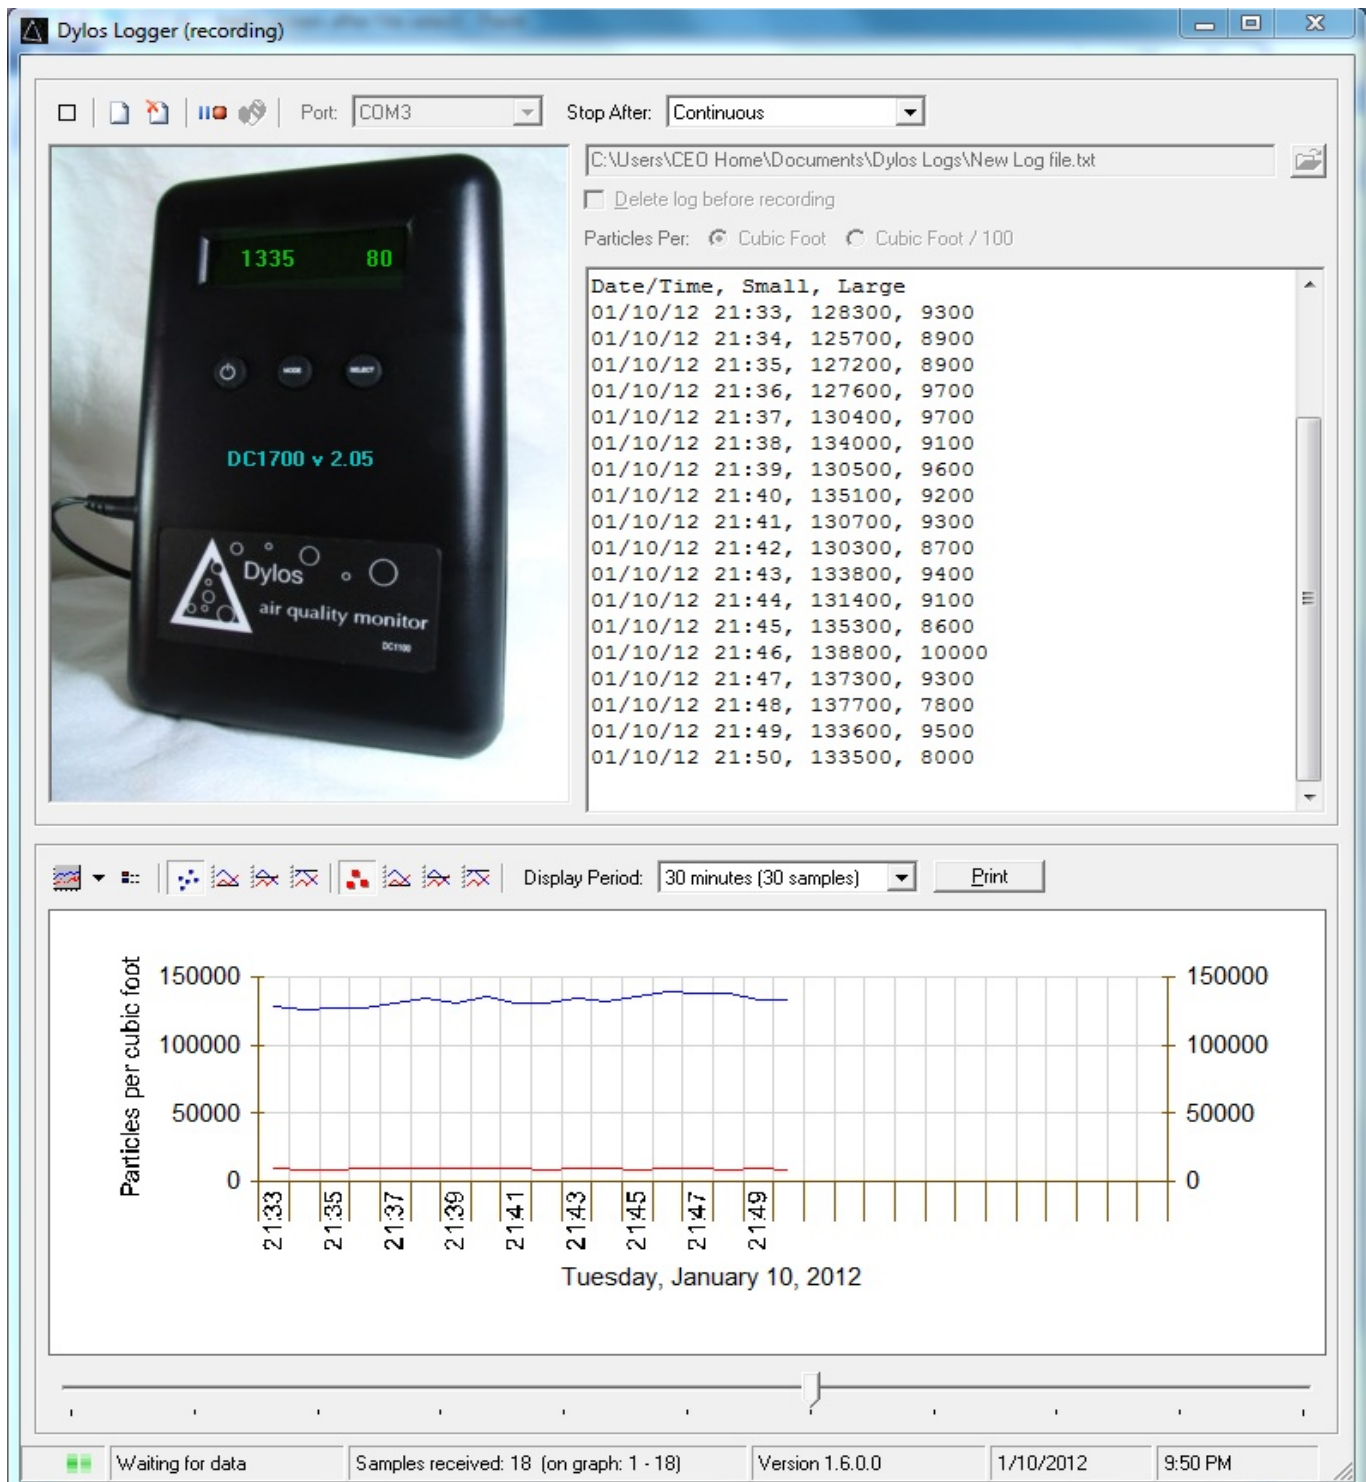 Dylos Logger (recording)
Port: COM3 Stop After: Continuous
C:\Users\CEO Home\Documents\Dylos Logs\New Log file.txt
Delete log before recording
Particles Per: Cubic Foot Cubic Foot / 100
1335 80
MODE SELECT
DC1700 v 2.05
Dylos
air quality monitor
DC1100
Date/Time, Small, Large
01/10/12 21:33, 128300, 9300
01/10/12 21:34, 125700, 8900
01/10/12 21:35, 127200, 8900
01/10/12 21:36, 127600, 9700
01/10/12 21:37, 130400, 9700
01/10/12 21:38, 134000, 9100
01/10/12 21:39, 130500, 9600
01/10/12 21:40, 135100, 9200
01/10/12 21:41, 130700, 9300
01/10/12 21:42, 130300, 8700
01/10/12 21:43, 133800, 9400
01/10/12 21:44, 131400, 9100
01/10/12 21:45, 135300, 8600
01/10/12 21:46, 138800, 10000
01/10/12 21:47, 137300, 9300
01/10/12 21:48, 137700, 7800
01/10/12 21:49, 133600, 9500
01/10/12 21:50, 133500, 8000
Display Period: 30 minutes (30 samples) Print
Particles per cubic foot
150000 150000
100000 100000
50000 50000
0 0
21:33 21:35 21:37 21:39 21:41 21:43 21:45 21:47 21:49
Tuesday, January 10, 2012
Waiting for data Samples received: 18 (on graph: 1 - 18) Version 1.6.0.0 1/10/2012 9:50 PM